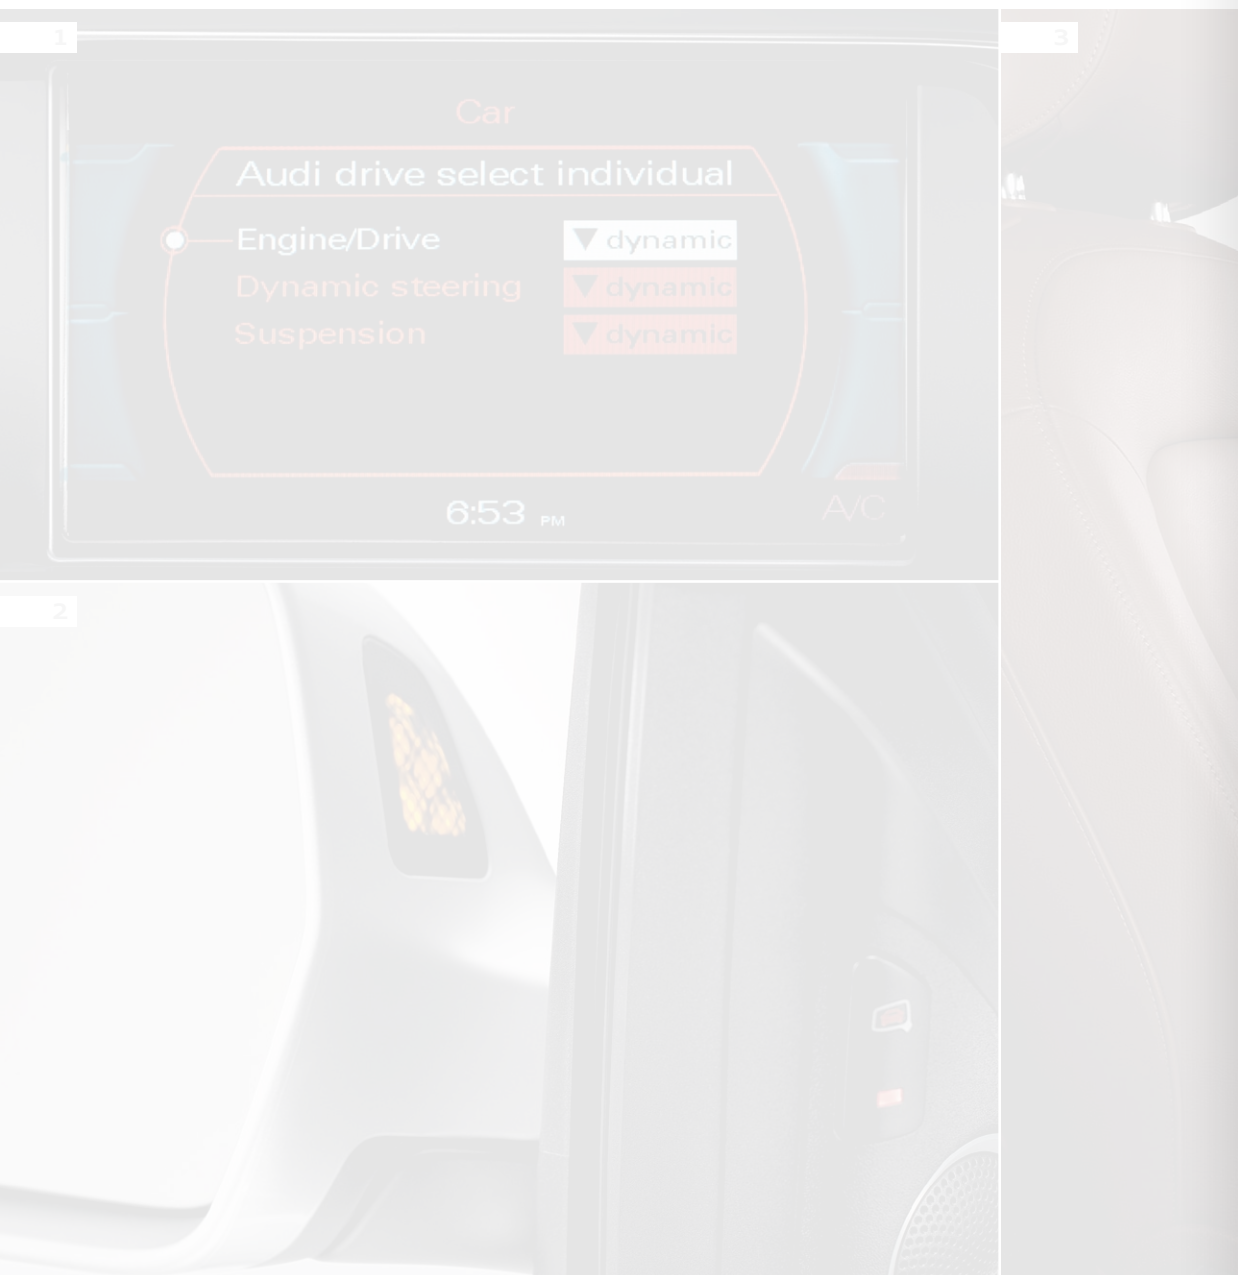 1
Car
Audi drive select individual
Engine/Drive ▼ dynamic
Dynamic steering ▼ dynamic
Suspension ▼ dynamic
6:53 PM
A/C
2
3